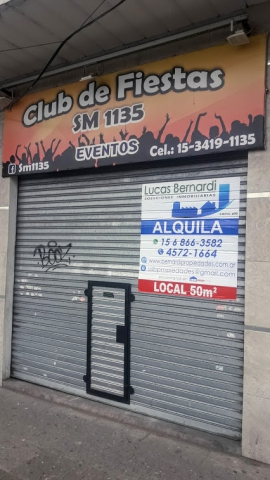 Club de Fiestas
SM 1135
EVENTOS
Sm1135
Cel.: 15-3419-1135
Lucas Bernardi
ALQUILA
15 6 866-3582
4572-1664
LOCAL 50m²